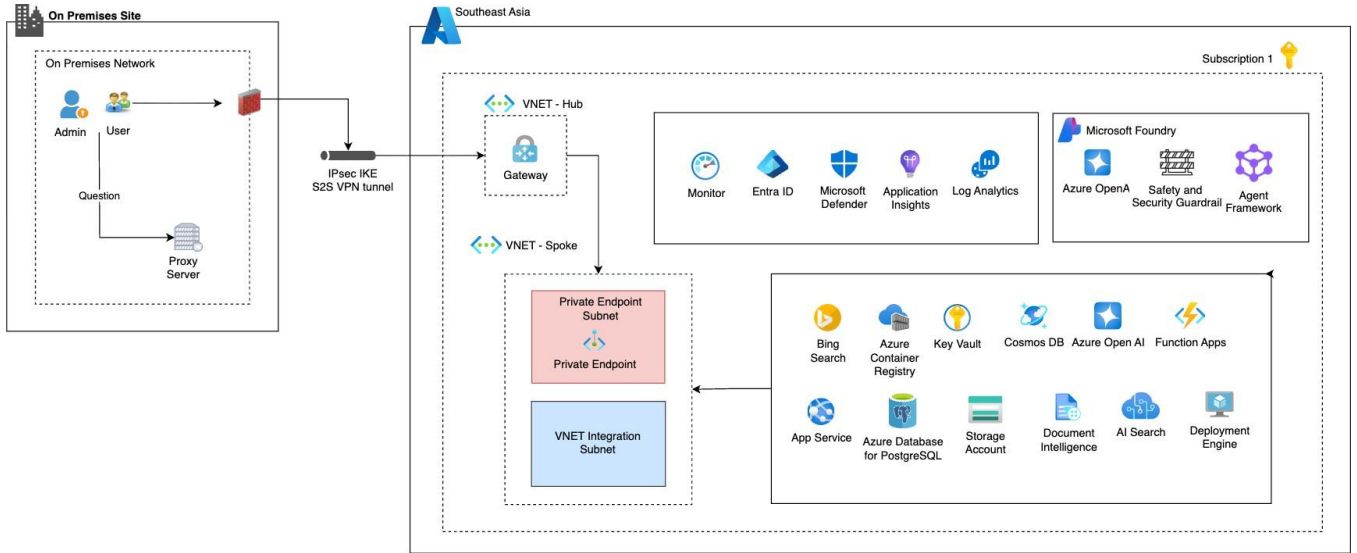 On Premises Site
On Premises Network
Admin
User
Question
Proxy
Server
IPsec IKE
S2S VPN tunnel
Southeast Asia
Subscription 1
VNET - Hub
Gateway
VNET - Spoke
Private Endpoint
Subnet
Private Endpoint
VNET Integration
Subnet
Monitor
Entra ID
Microsoft
Defender
Application
Insights
Log Analytics
Microsoft Foundry
Azure OpenA
Safety and
Security Guardrail
Agent
Framework
Bing
Search
Azure
Container
Registry
Key Vault
Cosmos DB
Azure Open AI
Function Apps
App Service
Azure Database
for PostgreSQL
Storage
Account
Document
Intelligence
AI Search
Deployment
Engine